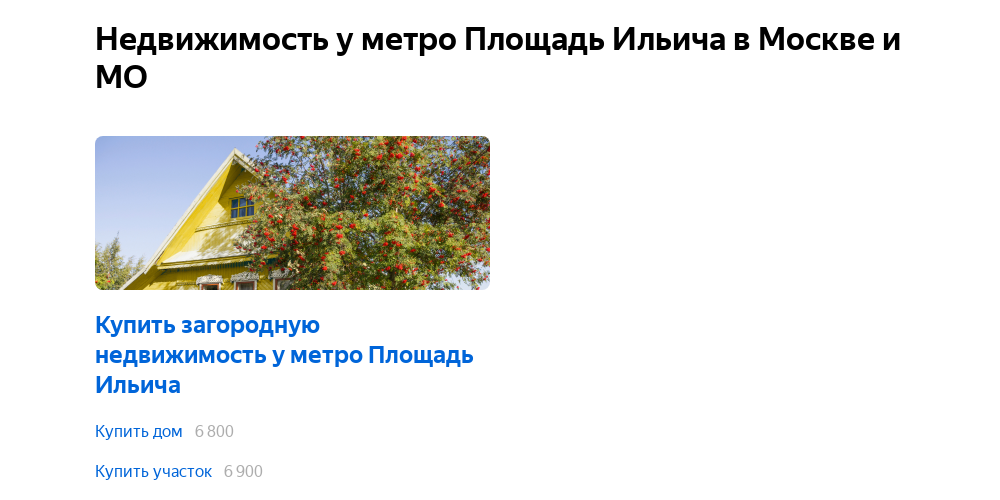 Недвижимость у метро Площадь Ильича в Москве и
МО
Купить загородную
недвижимость у метро Площадь
Ильича
Купить дом 6 800
Купить участок 6 900